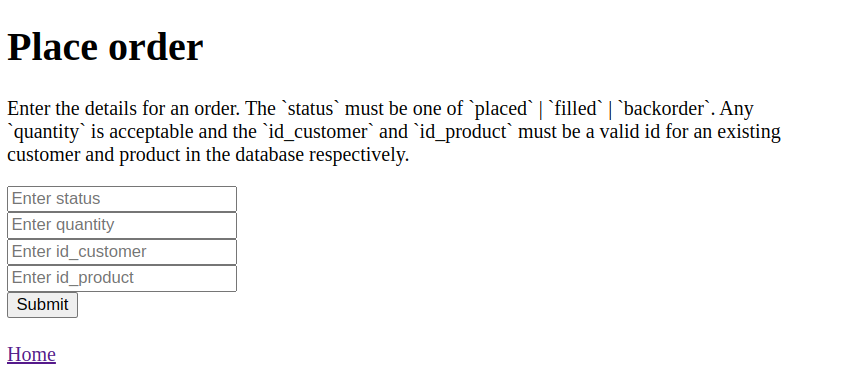 Place order
Enter the details for an order. The `status` must be one of `placed` | `filled` | `backorder`. Any
`quantity` is acceptable and the `id_customer` and `id_product` must be a valid id for an existing
customer and product in the database respectively.
Enter status
Enter quantity
Enter id_customer
Enter id_product
Submit
Home